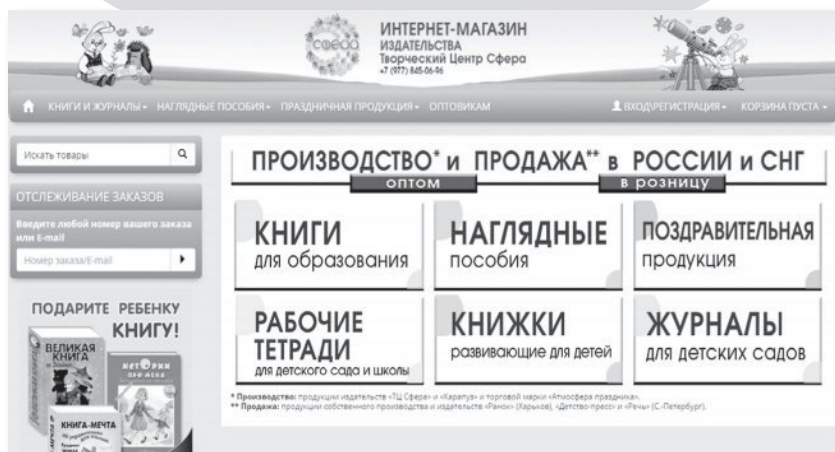 сфера
ИНТЕРНЕТ-МАГАЗИН
ИЗДАТЕЛЬСТВА
Творческий Центр Сфера
+7 (977) 845-06-96
КНИГИ И ЖУРНАЛЫ НАГЛЯДНЫЕ ПОСОБИЯ ПРАЗДНИЧНАЯ ПРОДУКЦИЯ ОПТОВИКАМ ВХОД\РЕГИСТРАЦИЯ КОРЗИНА ПУСТА
Искать товары
ОТСЛЕЖИВАНИЕ ЗАКАЗОВ
Введите любой номер вашего заказа
или E-mail
Номер заказа/E-mail
ПОДАРИТЕ РЕБЕНКУ
КНИГУ!
ВЕЛИКАЯ
КНИГА
ИСТОРИИ
ПРО МЕНЯ
КНИГА-МЕЧТА
ПРОИЗВОДСТВО* и ПРОДАЖА** в РОССИИ и СНГ
оптом в розницу
КНИГИ
для образования
НАГЛЯДНЫЕ
пособия
ПОЗДРАВИТЕЛЬНАЯ
продукция
РАБОЧИЕ
ТЕТРАДИ
для детского сада и школы
КНИЖКИ
развивающие для детей
ЖУРНАЛЫ
для детских садов
* Производство: продукции издательств «ТЦ Сфера» и «Карапуз» и торговой марки «Атмосфера праздника».
** Продажа: продукции собственного производства и издательств «Ранок» (Харьков), «Детство-пресс» и «Речь» (С.-Петербург).